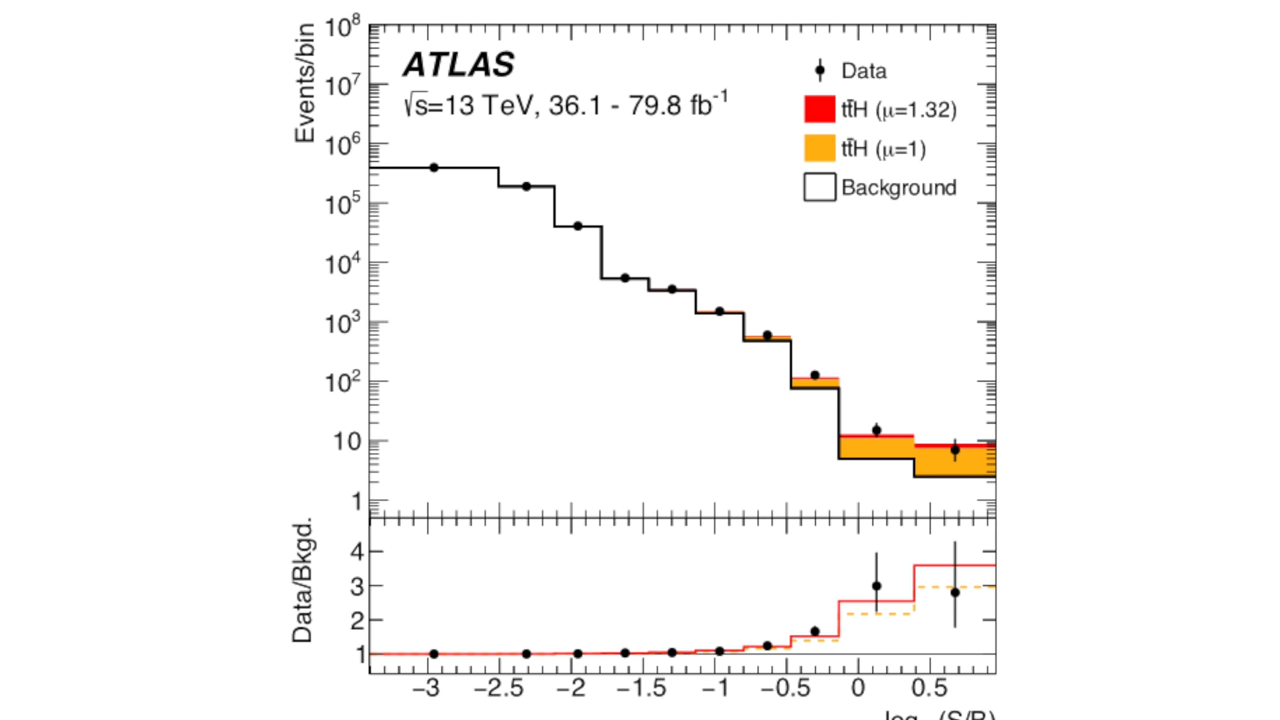 Events/bin
10⁸
10⁷
10⁶
10⁵
10⁴
10³
10²
10
1
ATLAS
√s=13 TeV, 36.1 - 79.8 fb⁻¹
Data
tt̄H (μ=1.32)
tt̄H (μ=1)
Background
Data/Bkgd.
4
3
2
1
−3 −2.5 −2 −1.5 −1 −0.5 0 0.5
log (S/B)